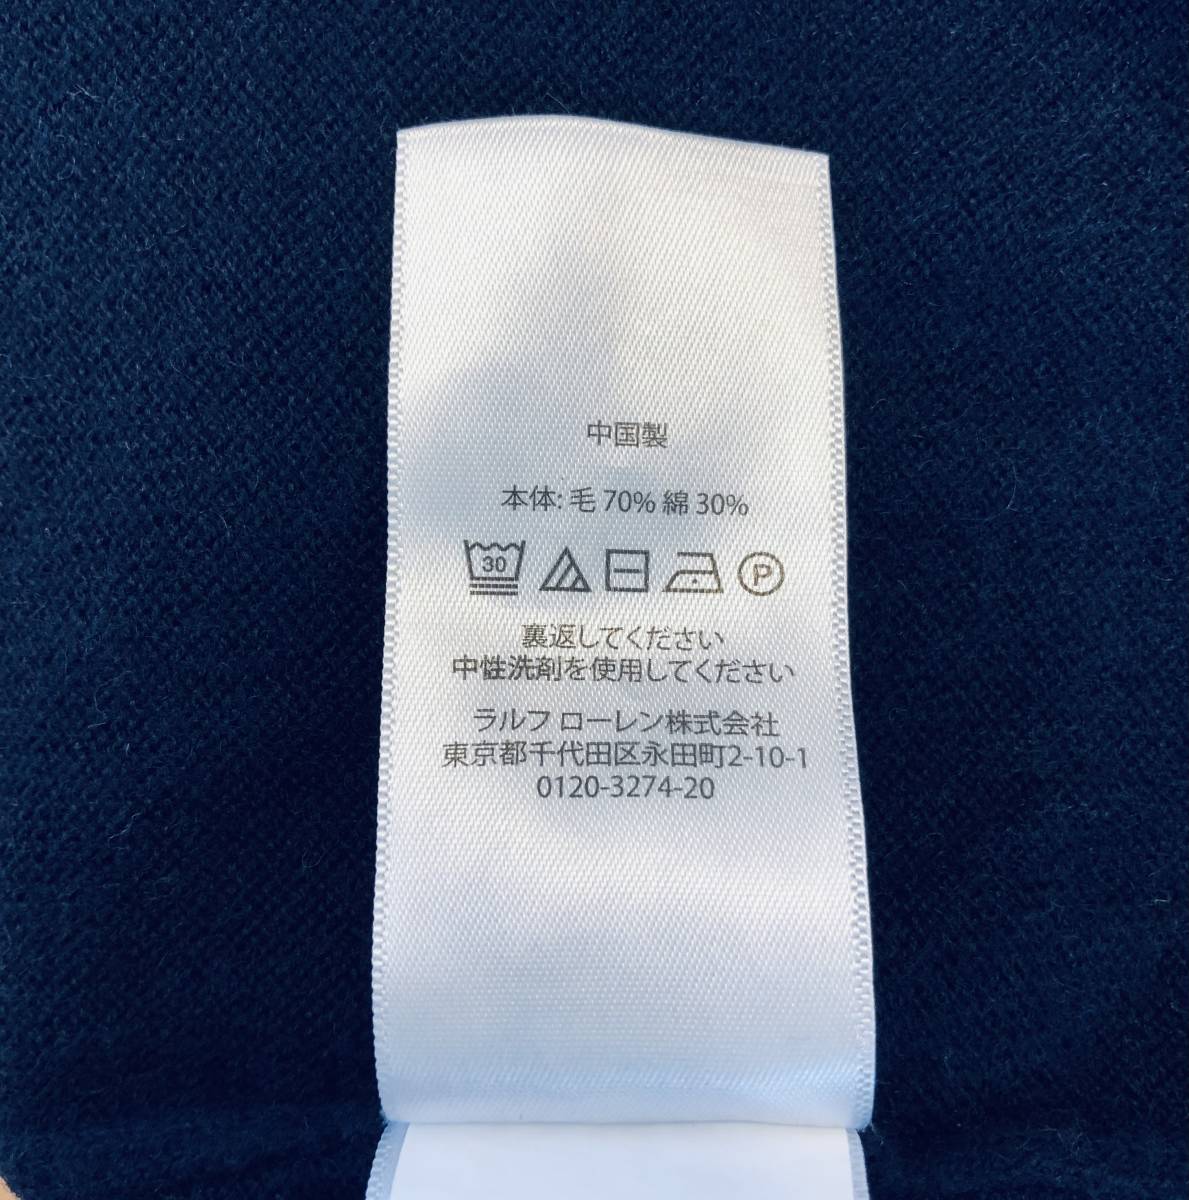 中国製
本体: 毛 70% 綿 30%
30 P
裏返してください
中性洗剤を使用してください
ラルフ ローレン株式会社
東京都千代田区永田町2-10-1
0120-3274-20